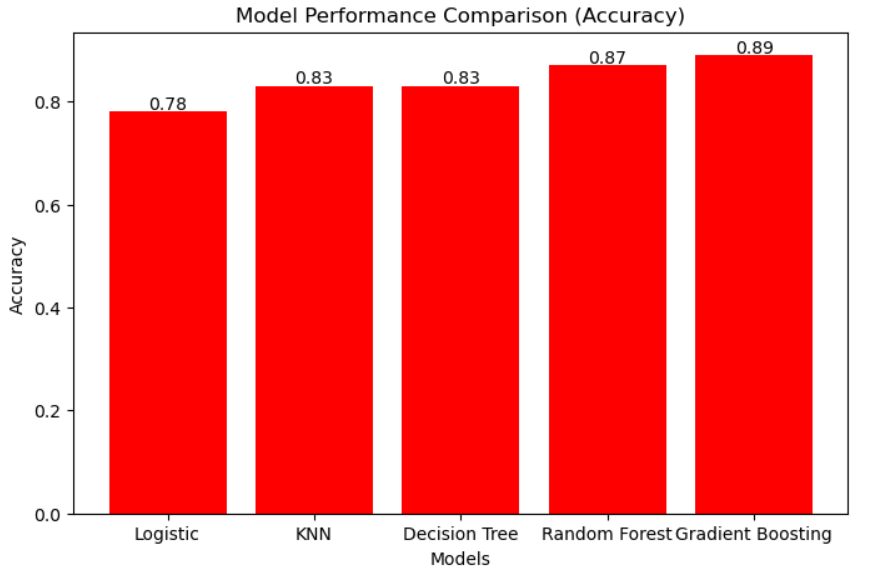 Model Performance Comparison (Accuracy)
0.78
0.83
0.83
0.87
0.89
Accuracy
0.8
0.6
0.4
0.2
0.0
Logistic
KNN
Decision Tree
Random Forest
Gradient Boosting
Models